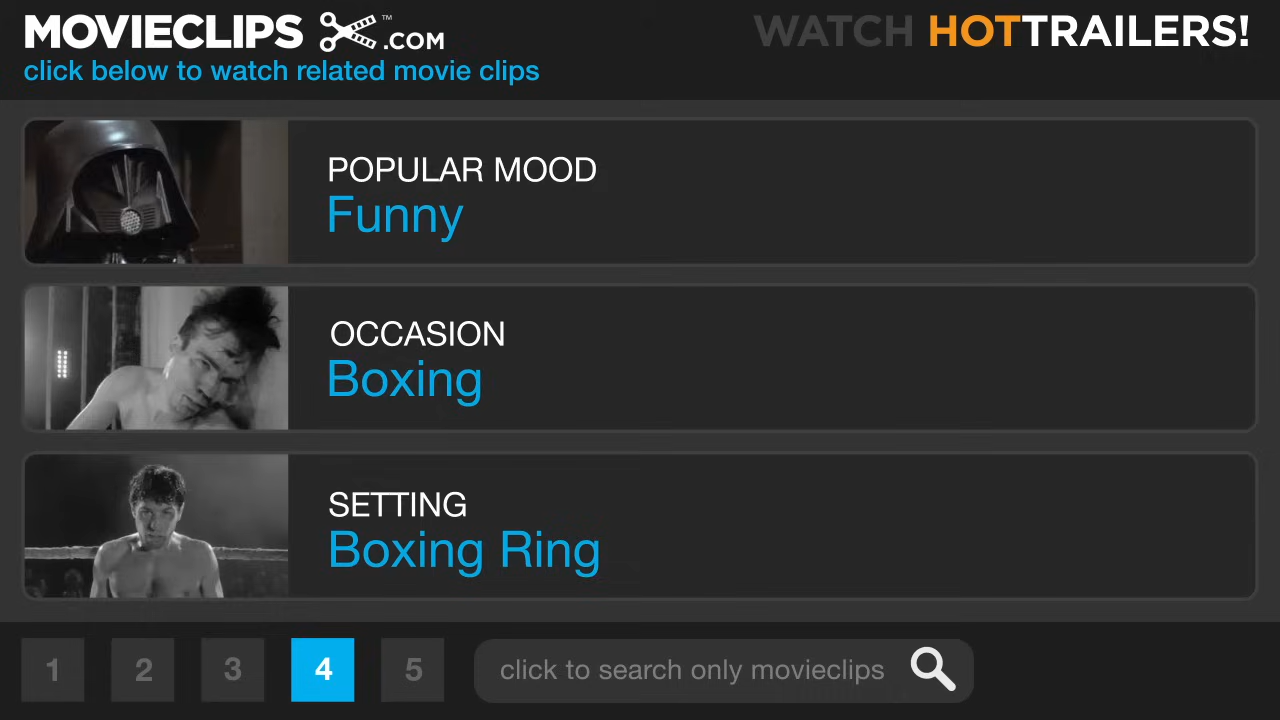 MOVIECLIPS ™ .COM
WATCH HOTTRAILERS!
click below to watch related movie clips
POPULAR MOOD
Funny
OCCASION
Boxing
SETTING
Boxing Ring
1 2 3 4 5 click to search only movieclips